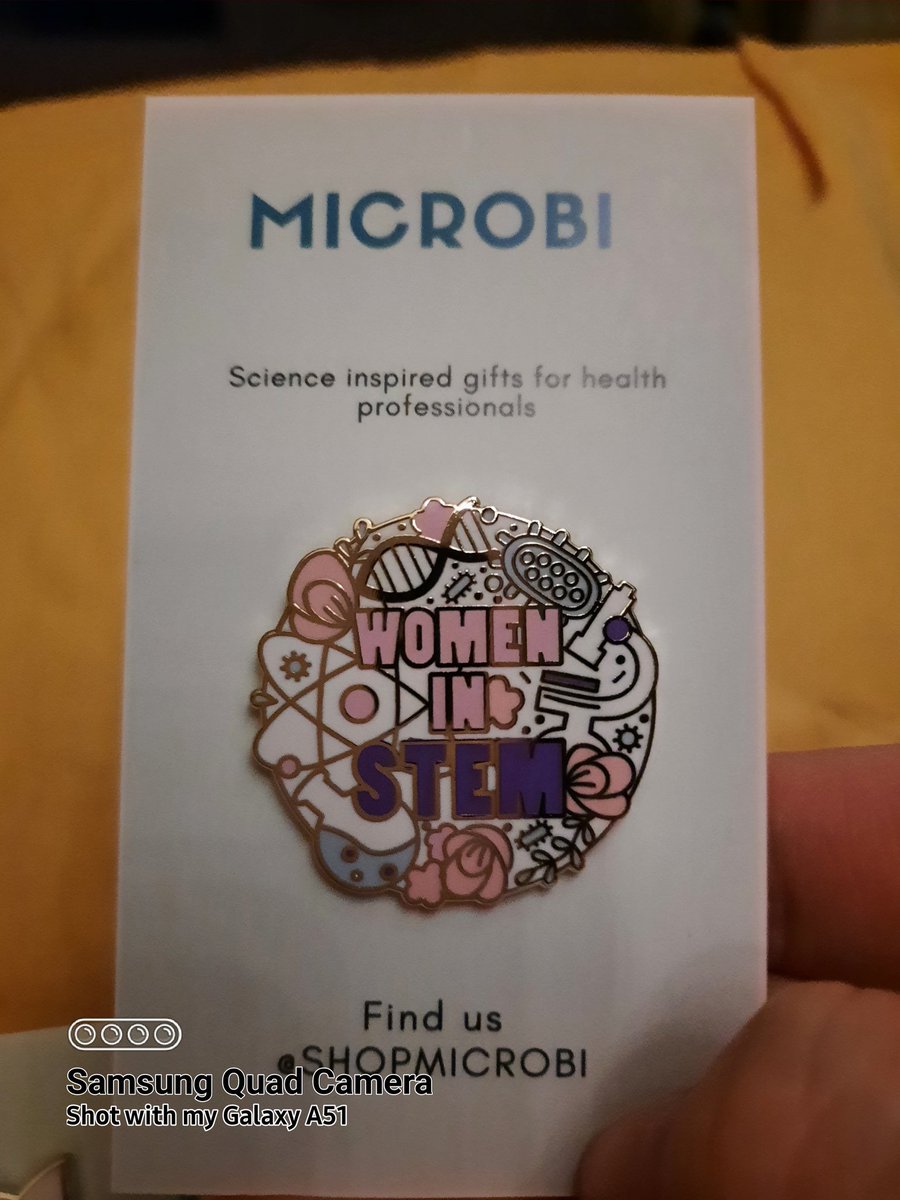 MICROBI
Science inspired gifts for health
professionals
WOMEN
IN
STEM
Find us
@SHOPMICROBI
Samsung Quad Camera
Shot with my Galaxy A51